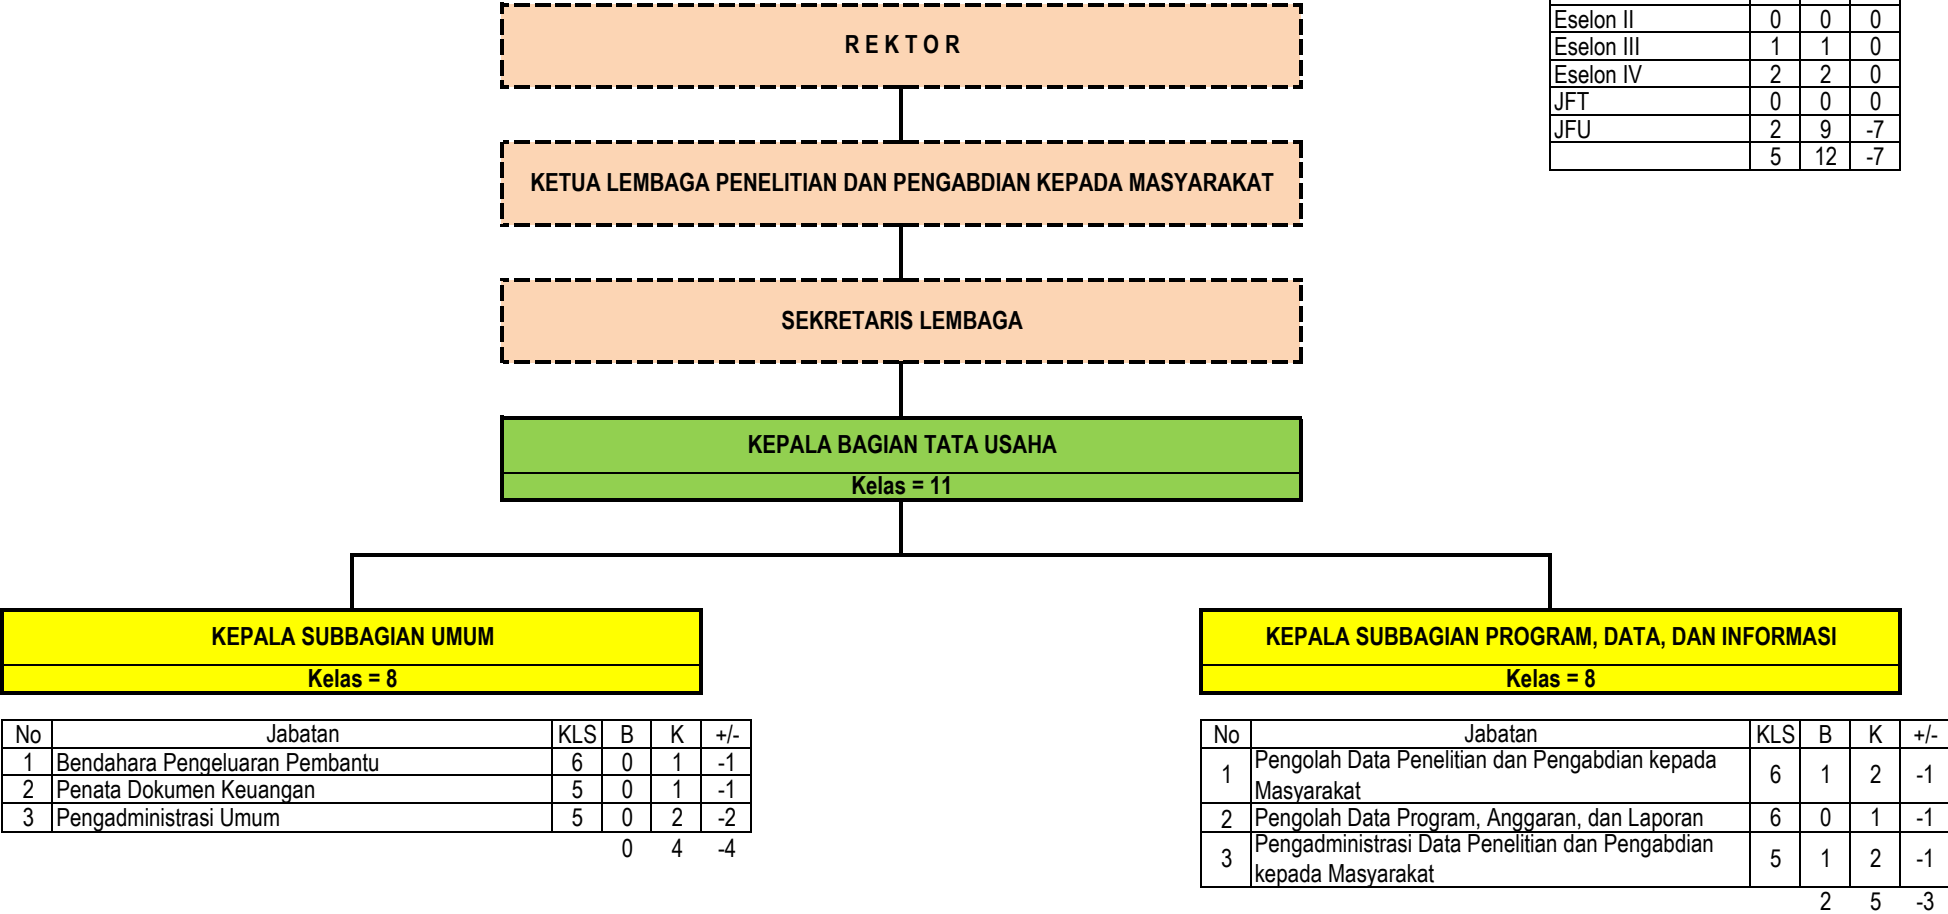 R E K T O R
Eselon II 0 0 0
Eselon III 1 1 0
Eselon IV 2 2 0
JFT 0 0 0
JFU 2 9 -7
5 12 -7
KETUA LEMBAGA PENELITIAN DAN PENGABDIAN KEPADA MASYARAKAT
SEKRETARIS LEMBAGA
KEPALA BAGIAN TATA USAHA
Kelas = 11
KEPALA SUBBAGIAN UMUM
Kelas = 8
No Jabatan KLS B K +/-
1 Bendahara Pengeluaran Pembantu 6 0 1 -1
2 Penata Dokumen Keuangan 5 0 1 -1
3 Pengadministrasi Umum 5 0 2 -2
0 4 -4
KEPALA SUBBAGIAN PROGRAM, DATA, DAN INFORMASI
Kelas = 8
No Jabatan KLS B K +/-
1 Pengolah Data Penelitian dan Pengabdian kepada
Masyarakat 6 1 2 -1
2 Pengolah Data Program, Anggaran, dan Laporan 6 0 1 -1
3 Pengadministrasi Data Penelitian dan Pengabdian
kepada Masyarakat 5 1 2 -1
2 5 -3